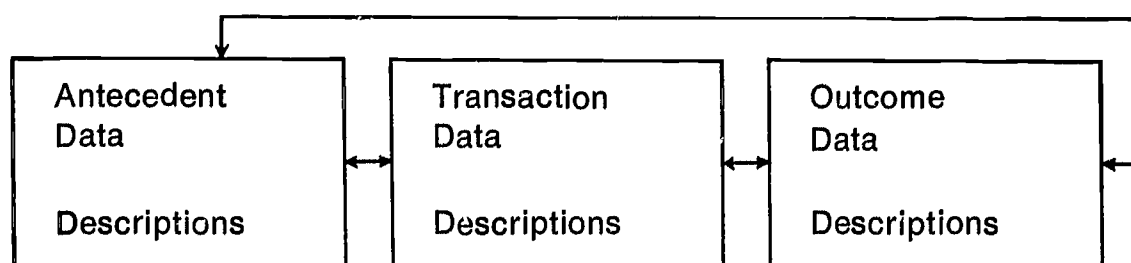 Antecedent
Data
Descriptions
Transaction
Data
Descriptions
Outcome
Data
Descriptions